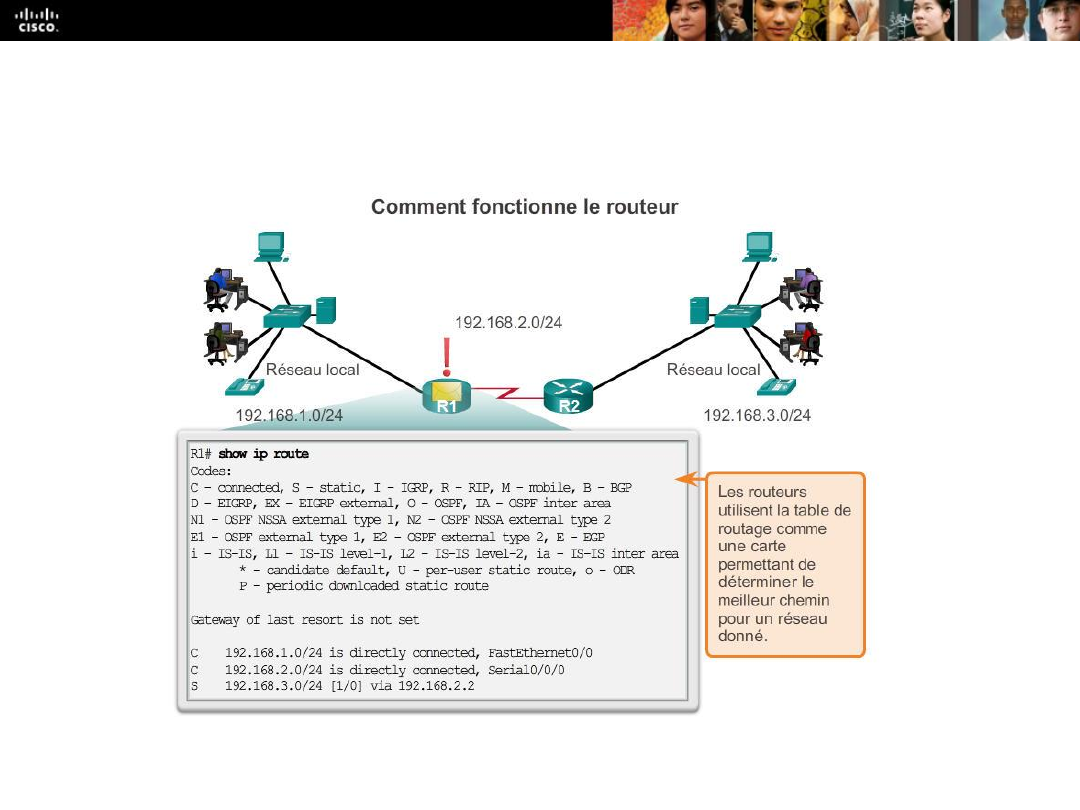 CISCO.
Comment fonctionne le routeur
192.168.2.0/24
Réseau local
Réseau local
R1
R2
192.168.1.0/24
192.168.3.0/24
R1# show ip route
Codes:
C - connected, S - static, I - IGRP, R - RIP, M - mobile, B - BGP
D - EIGRP, EX - EIGRP external, O - OSPF, IA - OSPF inter area
N1 - OSPF NSSA external type 1, N2 - OSPF NSSA external type 2
E1 - OSPF external type 1, E2 - OSPF external type 2, E - EGP
i - IS-IS, L1 - IS-IS level-1, L2 - IS-IS level-2, ia - IS-IS inter area
* - candidate default, U - per-user static route, o - ODR
P - periodic downloaded static route
Gateway of last resort is not set
C 192.168.1.0/24 is directly connected, FastEthernet0/0
C 192.168.2.0/24 is directly connected, Serial0/0/0
S 192.168.3.0/24 [1/0] via 192.168.2.2
Les routeurs
utilisent la table de
routage comme
une carte
permettant de
déterminer le
meilleur chemin
pour un réseau
donné.